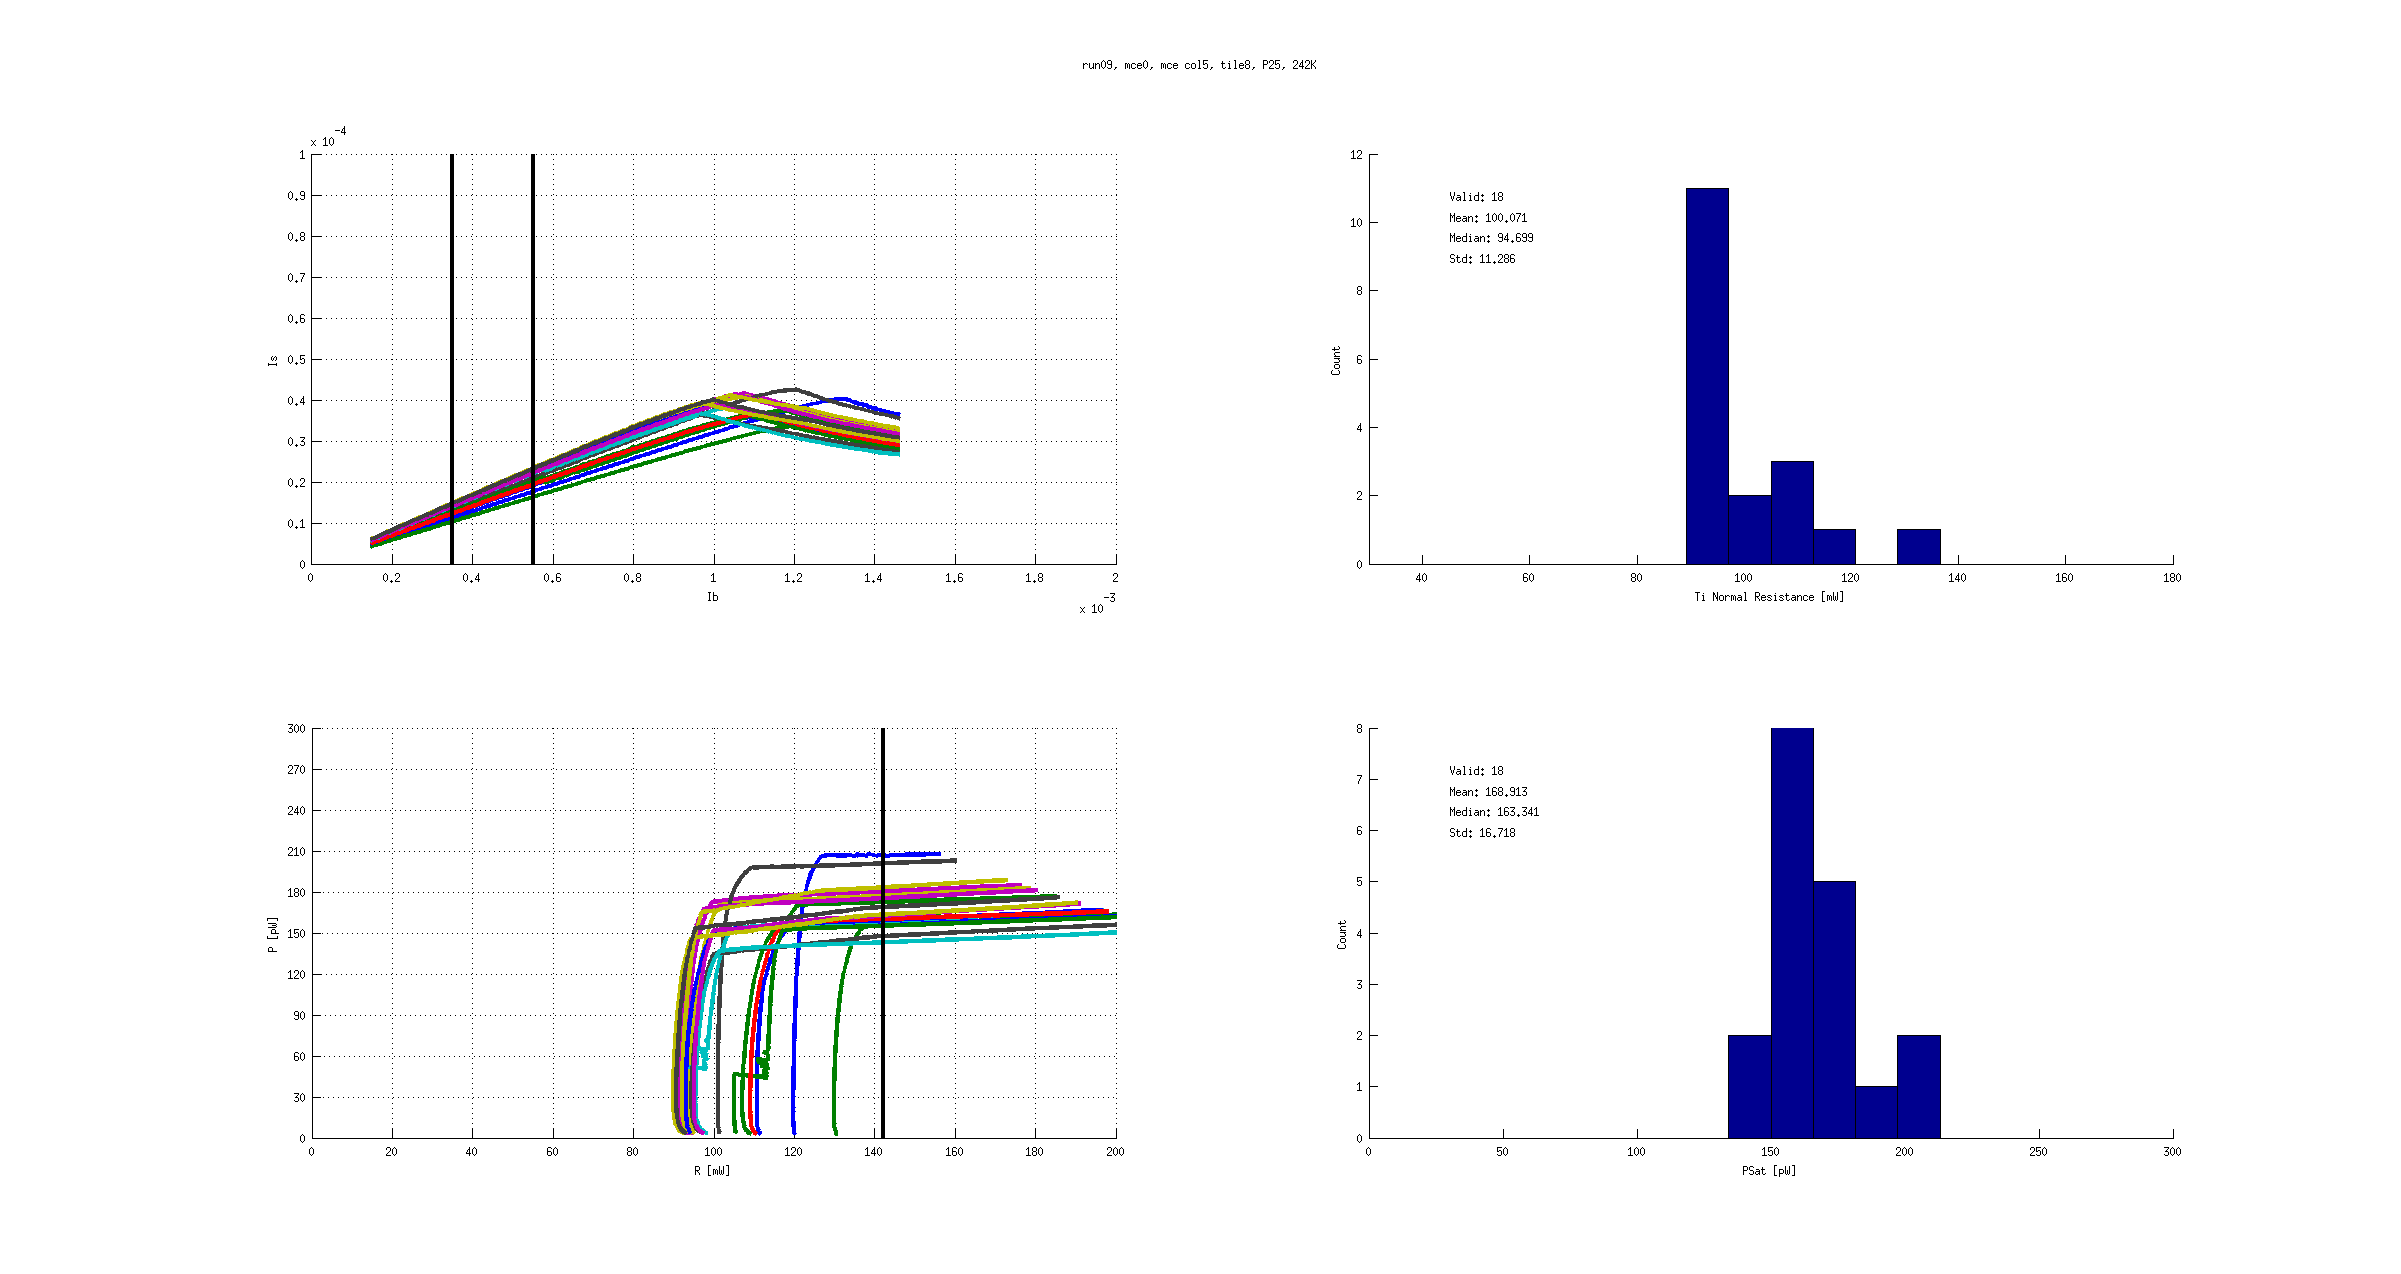 run09, mce0, mce col5, tile8, P25, 242K
x 10-4
1
0.9
0.8
0.7
0.6
0.5
0.4
0.3
0.2
0.1
0
Is
0 0.2 0.4 0.6 0.8 1 1.2 1.4 1.6 1.8 2
Ib
x 10-3
12
10
8
6
4
2
0
Count
Valid: 18
Mean: 100.071
Median: 94.699
Std: 11.286
40 60 80 100 120 140 160 180
Ti Normal Resistance [mW]
300
270
240
210
180
150
120
90
60
30
0
P [pW]
0 20 40 60 80 100 120 140 160 180 200
R [mW]
8
7
6
5
4
3
2
1
0
Count
Valid: 18
Mean: 168.913
Median: 163.341
Std: 16.718
0 50 100 150 200 250 300
PSat [pW]